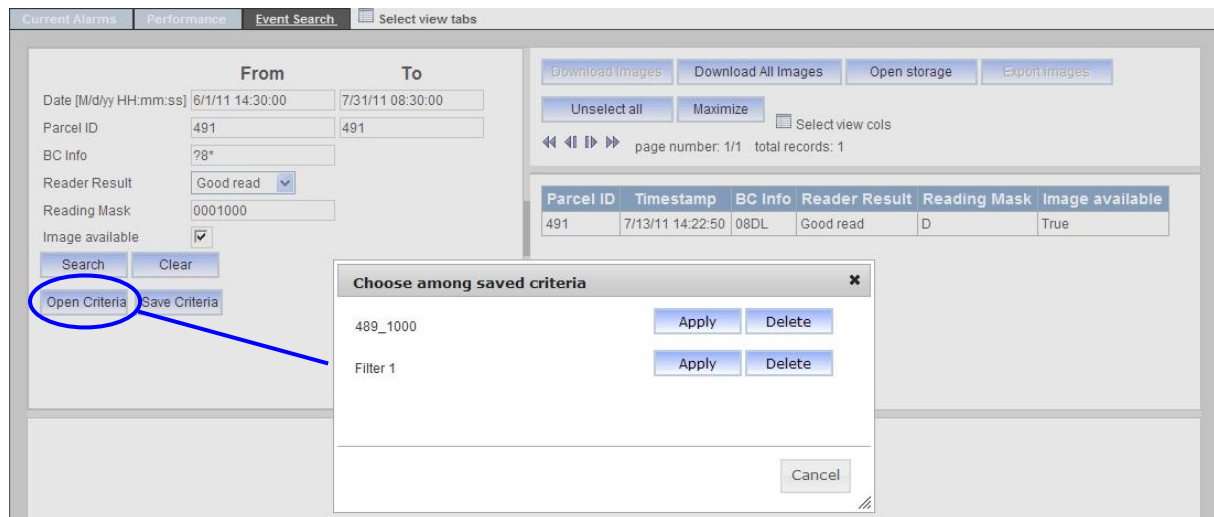 Current Alarms Performance Event Search Select view tabs
From To
Date [M/d/yy HH:mm:ss] 6/1/11 14:30:00 7/31/11 08:30:00
Parcel ID 491 491
BC Info ?8*
Reader Result Good read
Reading Mask 0001000
Image available
Search Clear
Open Criteria Save Criteria
Download images Download All Images Open storage Export images
Unselect all Maximize Select view cols
page number: 1/1 total records: 1
Parcel ID Timestamp BC Info Reader Result Reading Mask Image available
491 7/13/11 14:22:50 08DL Good read D True
Choose among saved criteria
489_1000 Apply Delete
Filter 1 Apply Delete
Cancel